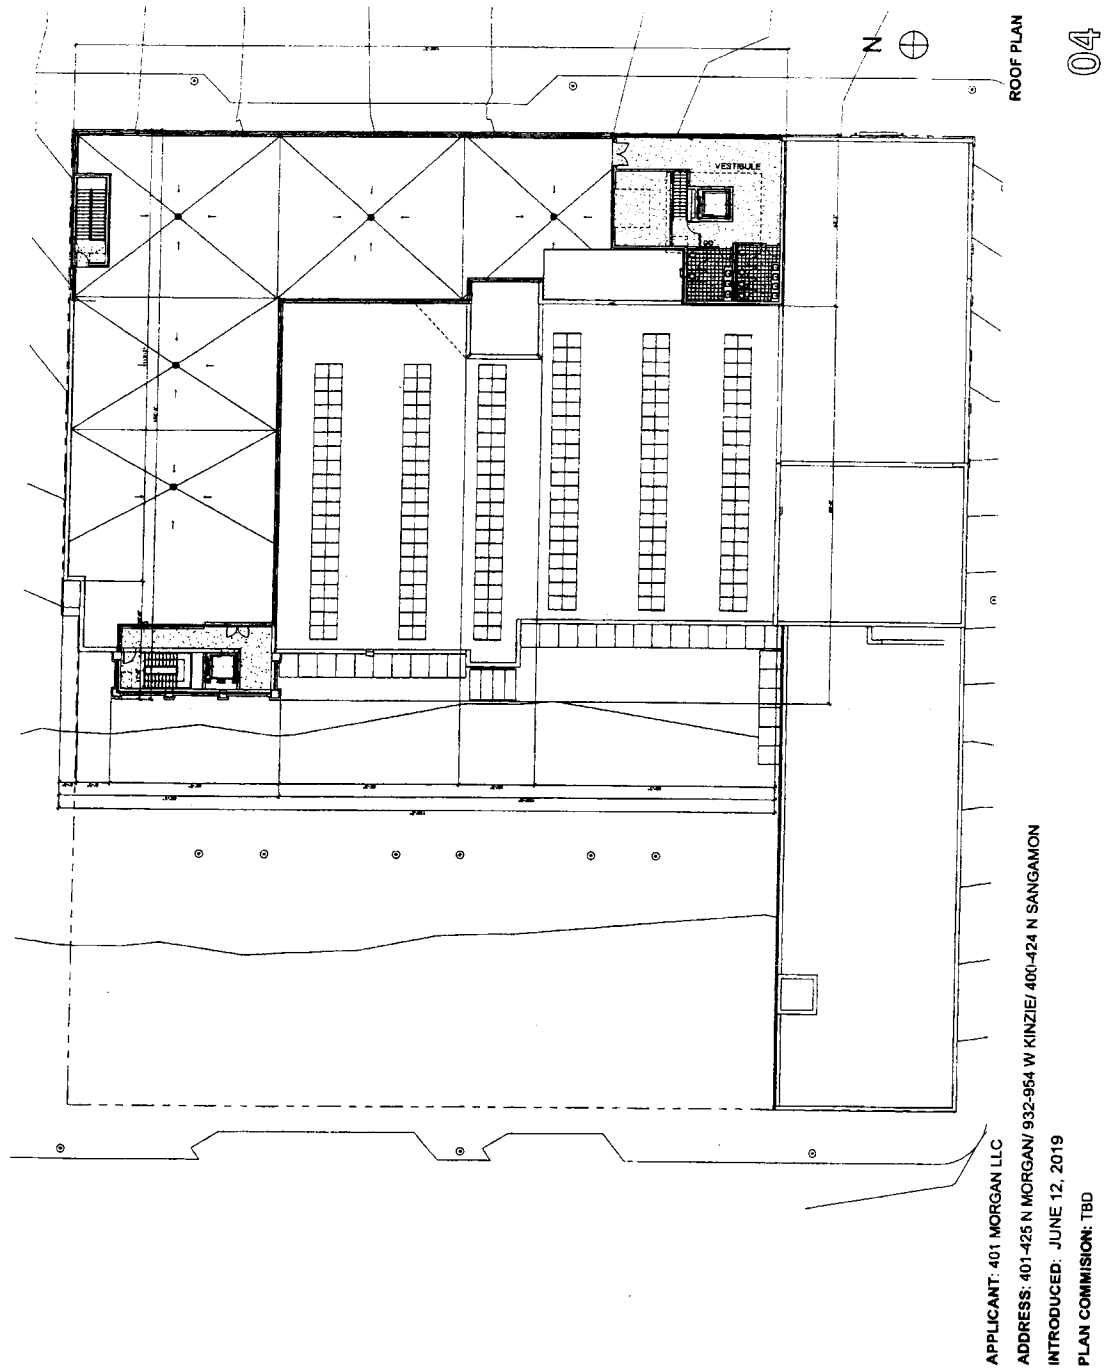 VESTIBULE
N
ROOF PLAN
04
APPLICANT: 401 MORGAN LLC
ADDRESS: 401-425 N MORGAN/ 932-954 W KINZIE/ 400-424 N SANGAMON
INTRODUCED: JUNE 12, 2019
PLAN COMMISION: TBD